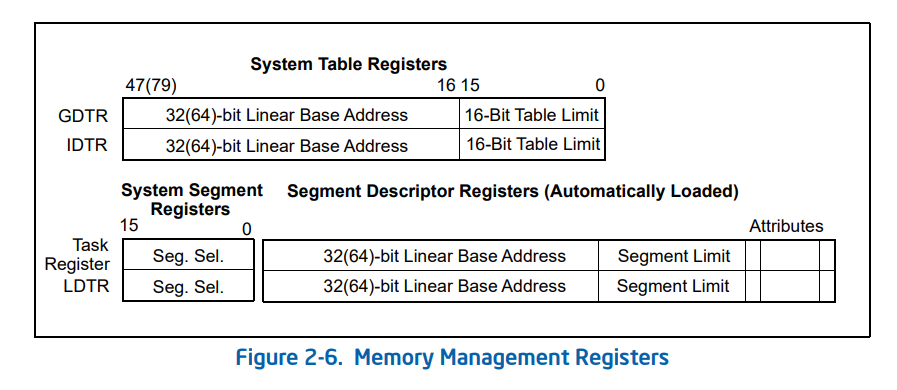 System Table Registers
47(79) 16 15 0
GDTR 32(64)-bit Linear Base Address 16-Bit Table Limit
IDTR 32(64)-bit Linear Base Address 16-Bit Table Limit
System Segment Registers Segment Descriptor Registers (Automatically Loaded)
15 0 Attributes
Task Register Seg. Sel. 32(64)-bit Linear Base Address Segment Limit
LDTR Seg. Sel. 32(64)-bit Linear Base Address Segment Limit
Figure 2-6. Memory Management Registers